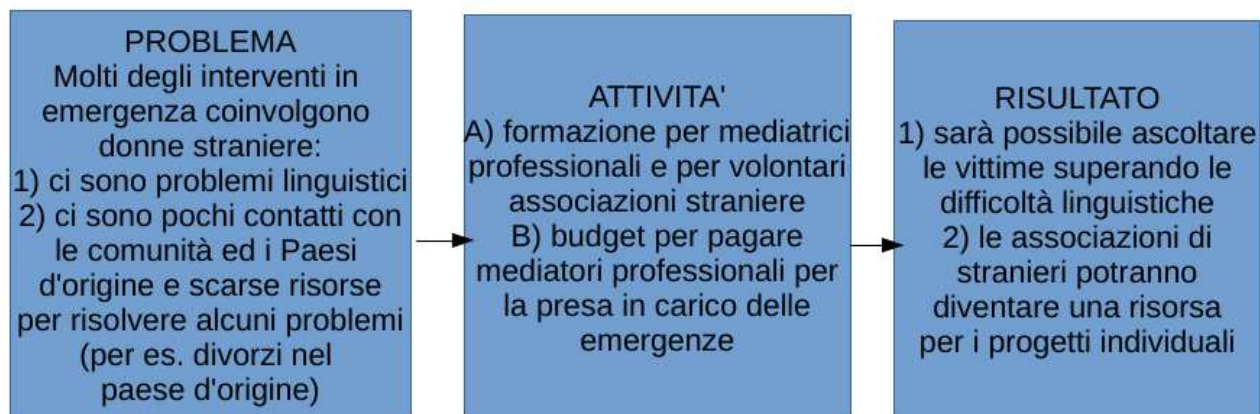 PROBLEMA
Molti degli interventi in
emergenza coinvolgono
donne straniere:
1) ci sono problemi linguistici
2) ci sono pochi contatti con
le comunità ed i Paesi
d'origine e scarse risorse
per risolvere alcuni problemi
(per es. divorzi nel
paese d'origine)
ATTIVITA'
A) formazione per mediatrici
professionali e per volontari
associazioni straniere
B) budget per pagare
mediatori professionali per
la presa in carico delle
emergenze
RISULTATO
1) sarà possibile ascoltare
le vittime superando le
difficoltà linguistiche
2) le associazioni di
stranieri potranno
diventare una risorsa
per i progetti individuali